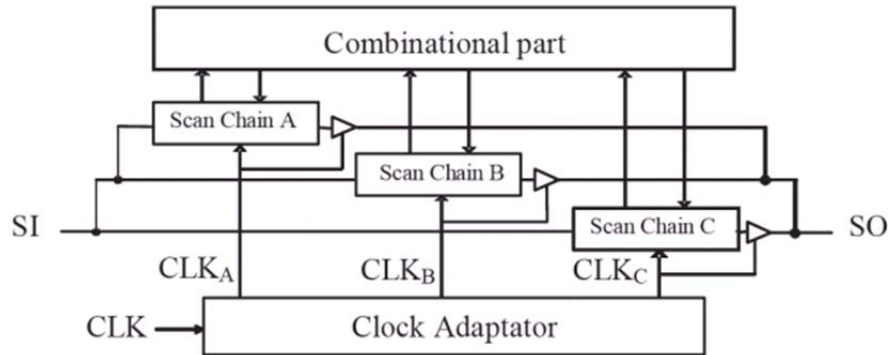 Combinational part
Scan Chain A
Scan Chain B
Scan Chain C
SI
SO
CLKA
CLKB
CLKC
CLK
Clock Adaptator